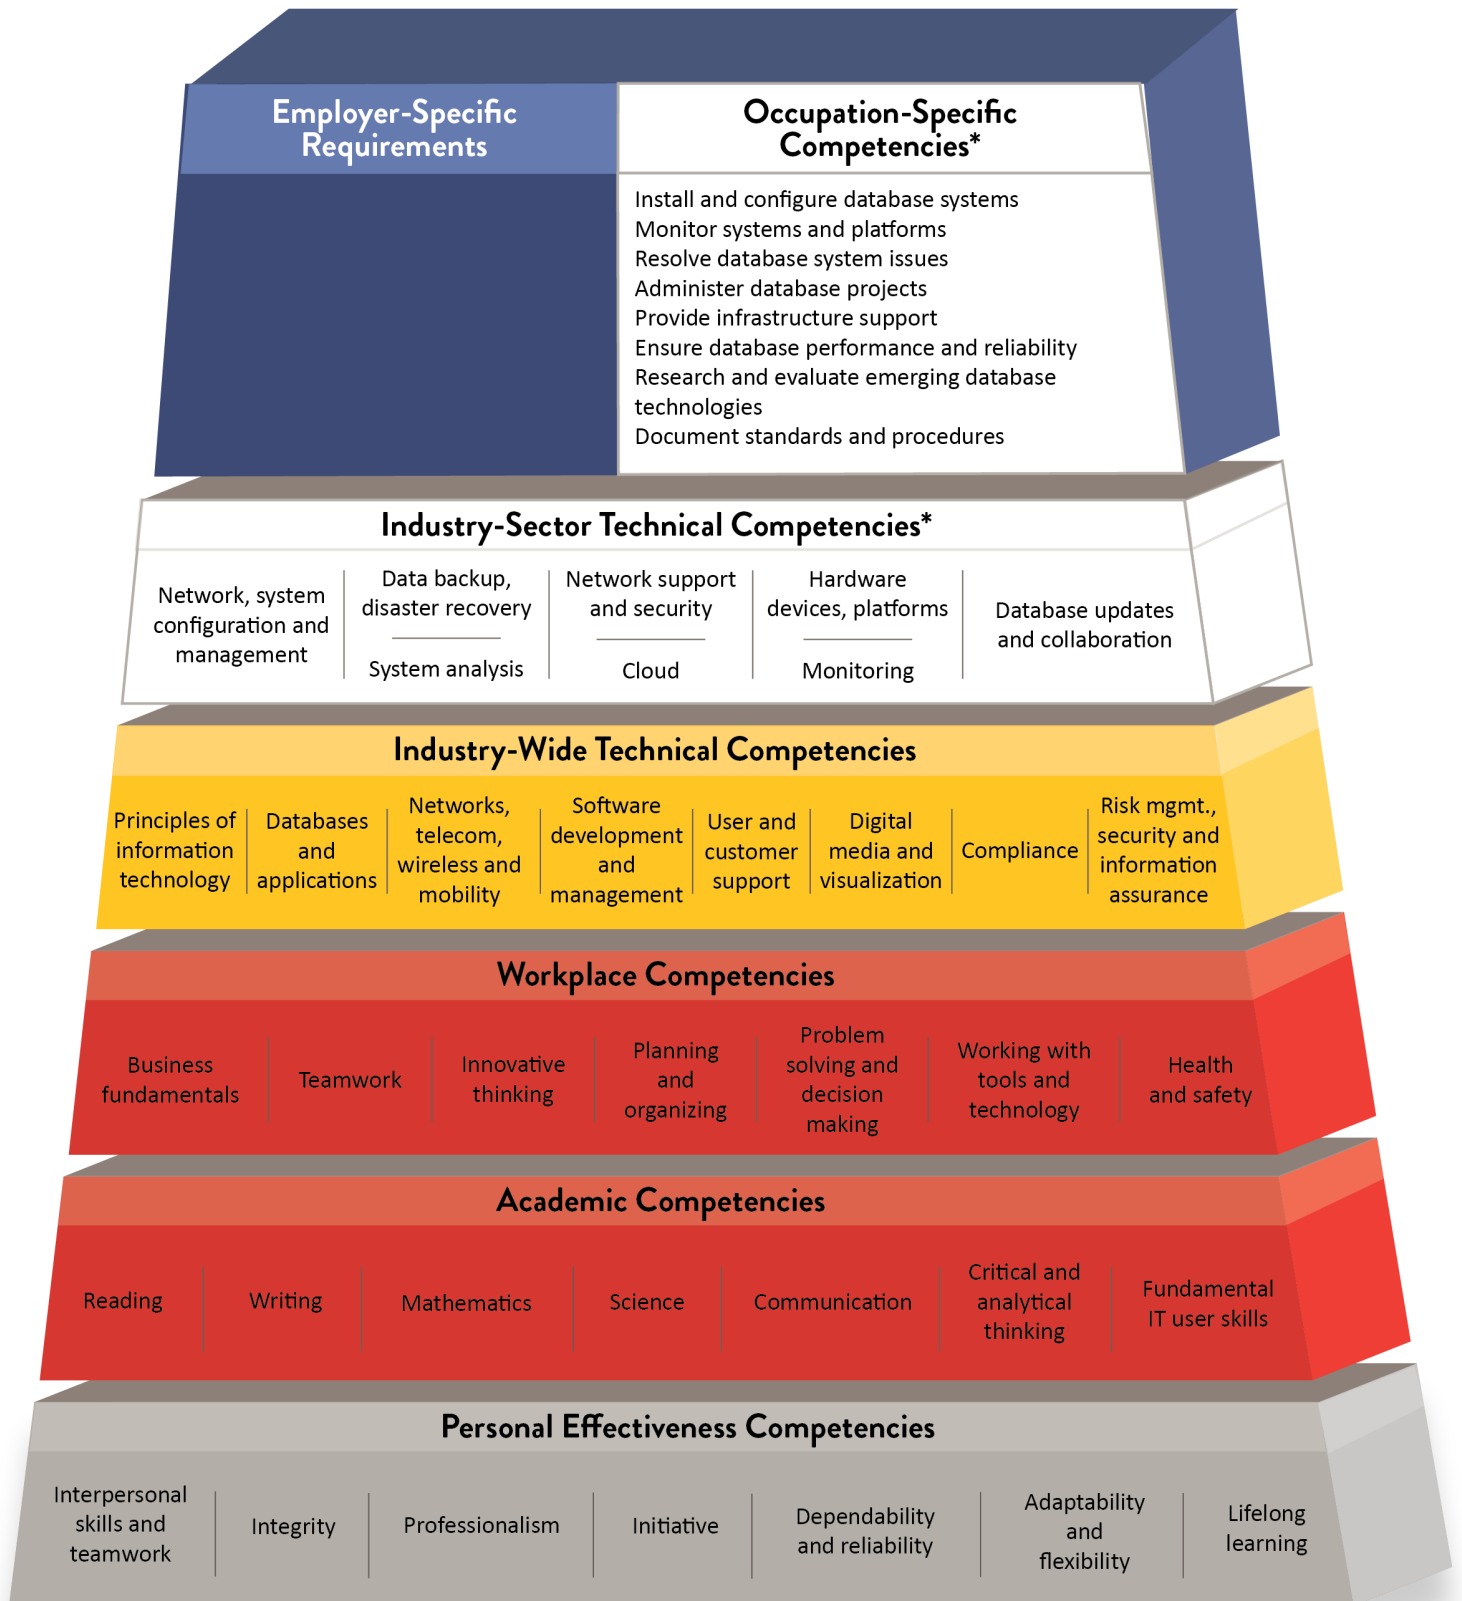 Employer-Specific
Requirements
Occupation-Specific
Competencies*
Install and configure database systems
Monitor systems and platforms
Resolve database system issues
Administer database projects
Provide infrastructure support
Ensure database performance and reliability
Research and evaluate emerging database
technologies
Document standards and procedures
Industry-Sector Technical Competencies*
Network, system
configuration and
management
Data backup,
disaster recovery
System analysis
Network support
and security
Cloud
Hardware
devices, platforms
Monitoring
Database updates
and collaboration
Industry-Wide Technical Competencies
Principles of
information
technology
Databases
and
applications
Networks,
telecom,
wireless and
mobility
Software
development
and
management
User and
customer
support
Digital
media and
visualization
Compliance
Risk mgmt.,
security and
information
assurance
Workplace Competencies
Business
fundamentals
Teamwork
Innovative
thinking
Planning
and
organizing
Problem
solving and
decision
making
Working with
tools and
technology
Health
and safety
Academic Competencies
Reading
Writing
Mathematics
Science
Communication
Critical and
analytical
thinking
Fundamental
IT user skills
Personal Effectiveness Competencies
Interpersonal
skills and
teamwork
Integrity
Professionalism
Initiative
Dependability
and reliability
Adaptability
and
flexibility
Lifelong
learning